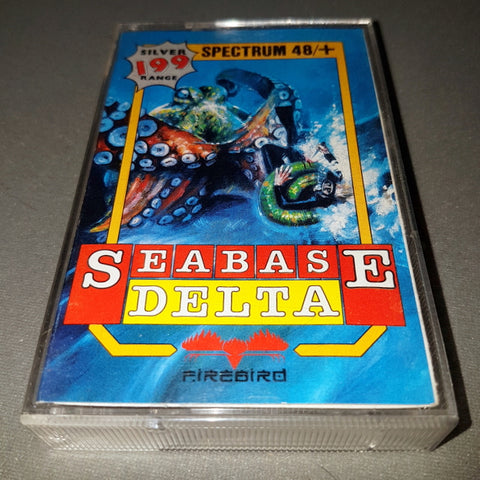 SILVER
199
RANGE
SPECTRUM 48/+
SEABASE
DELTA
FIREBIRD